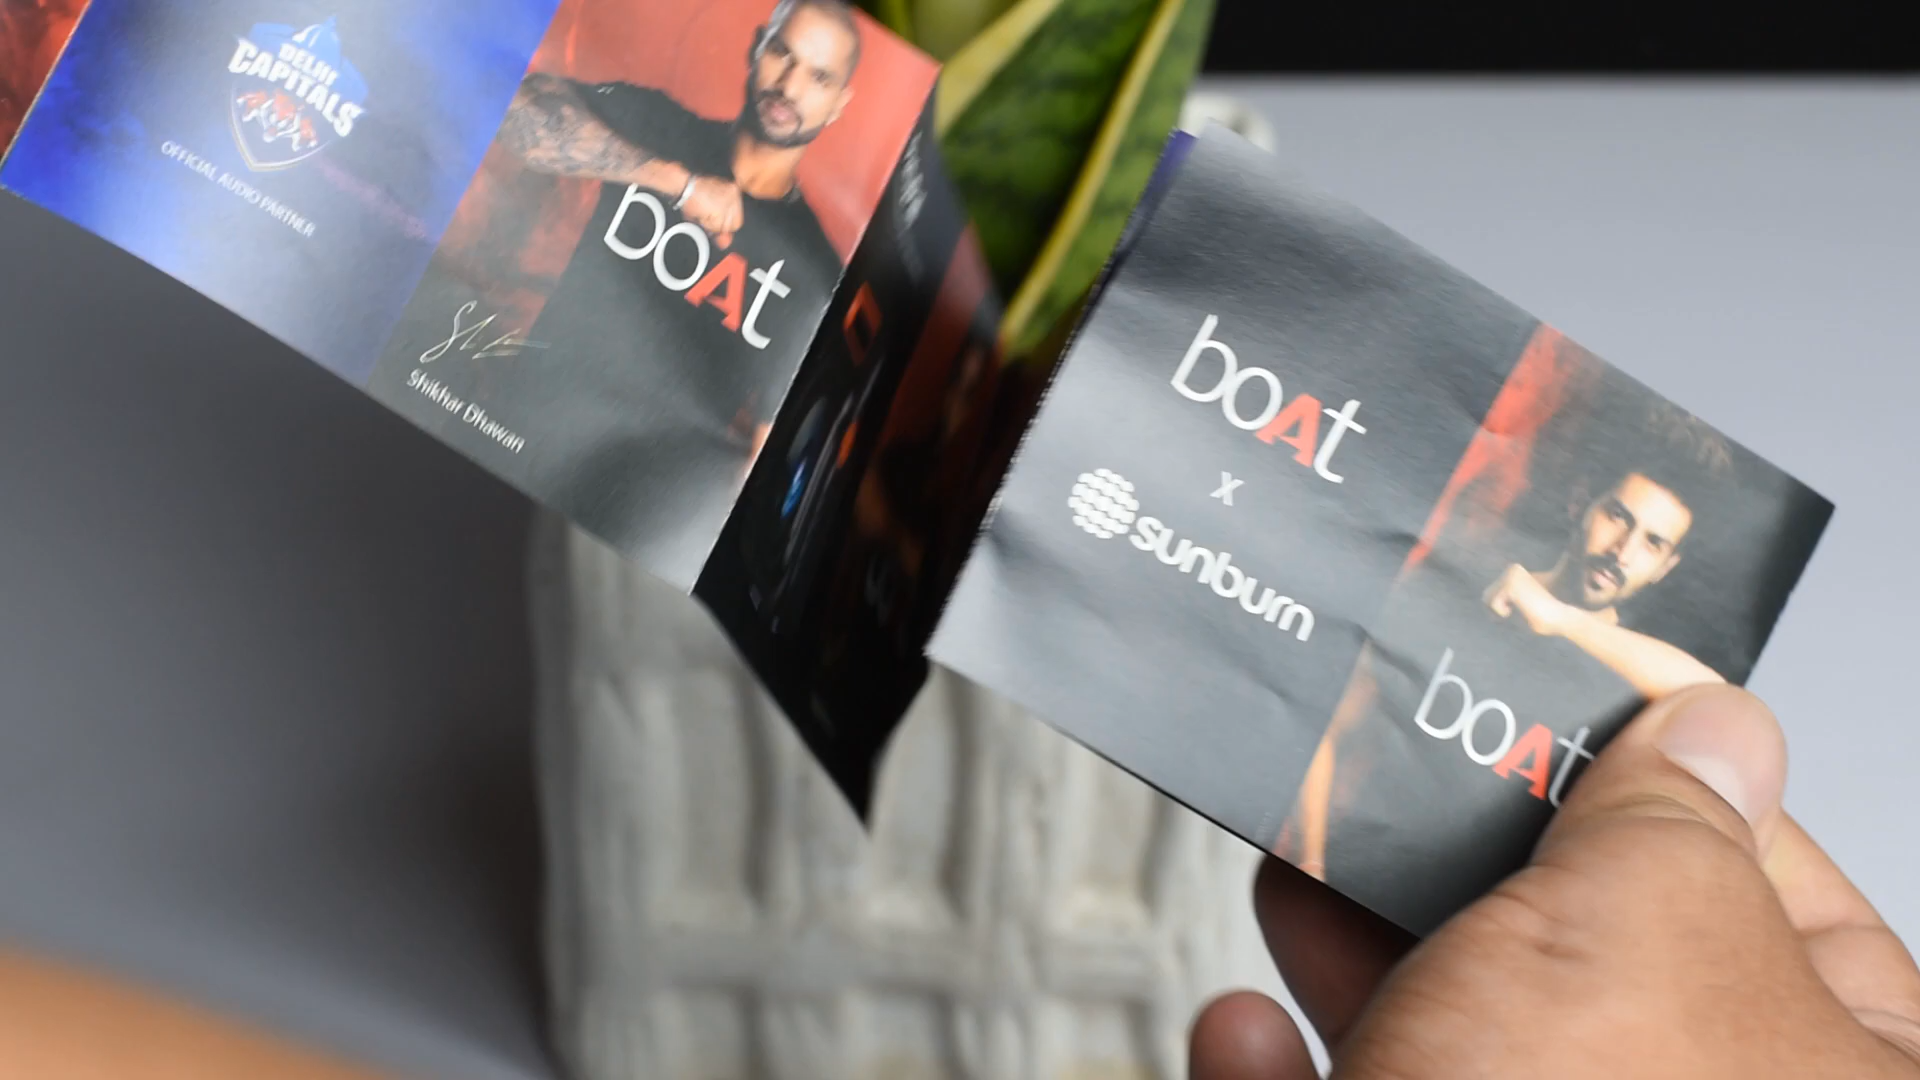 DELHI
CAPITALS
OFFICIAL AUDIO PARTNER
boAt
Shikhar Dhawan
boAt
x
sunburn
boAt